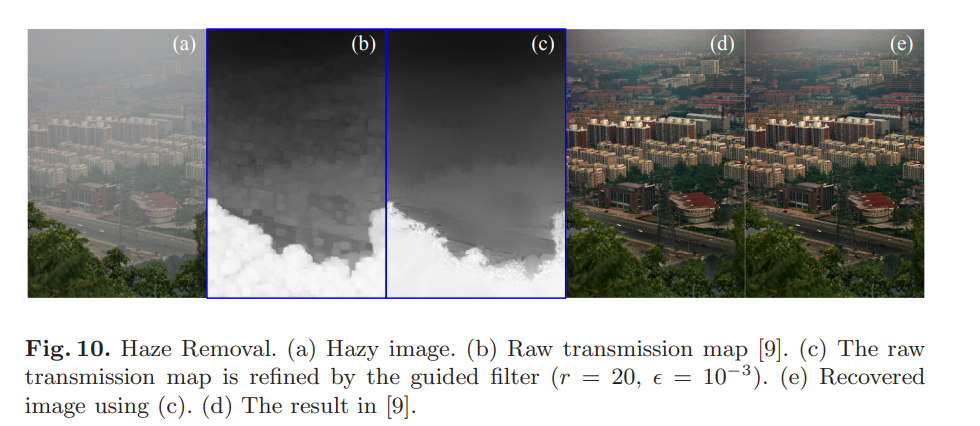 (a) (b) (c) (d) (e)
Fig. 10. Haze Removal. (a) Hazy image. (b) Raw transmission map [9]. (c) The raw
transmission map is refined by the guided filter (r = 20, ϵ = 10⁻³). (e) Recovered
image using (c). (d) The result in [9].